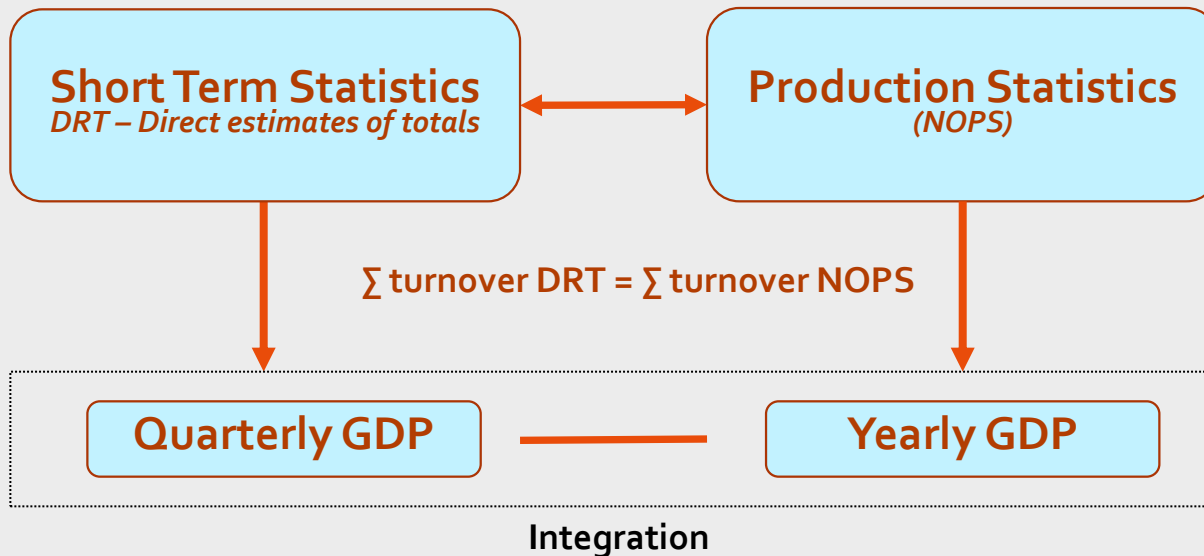 Short Term Statistics
DRT – Direct estimates of totals
Production Statistics
(NOPS)
∑ turnover DRT = ∑ turnover NOPS
Quarterly GDP
Yearly GDP
Integration